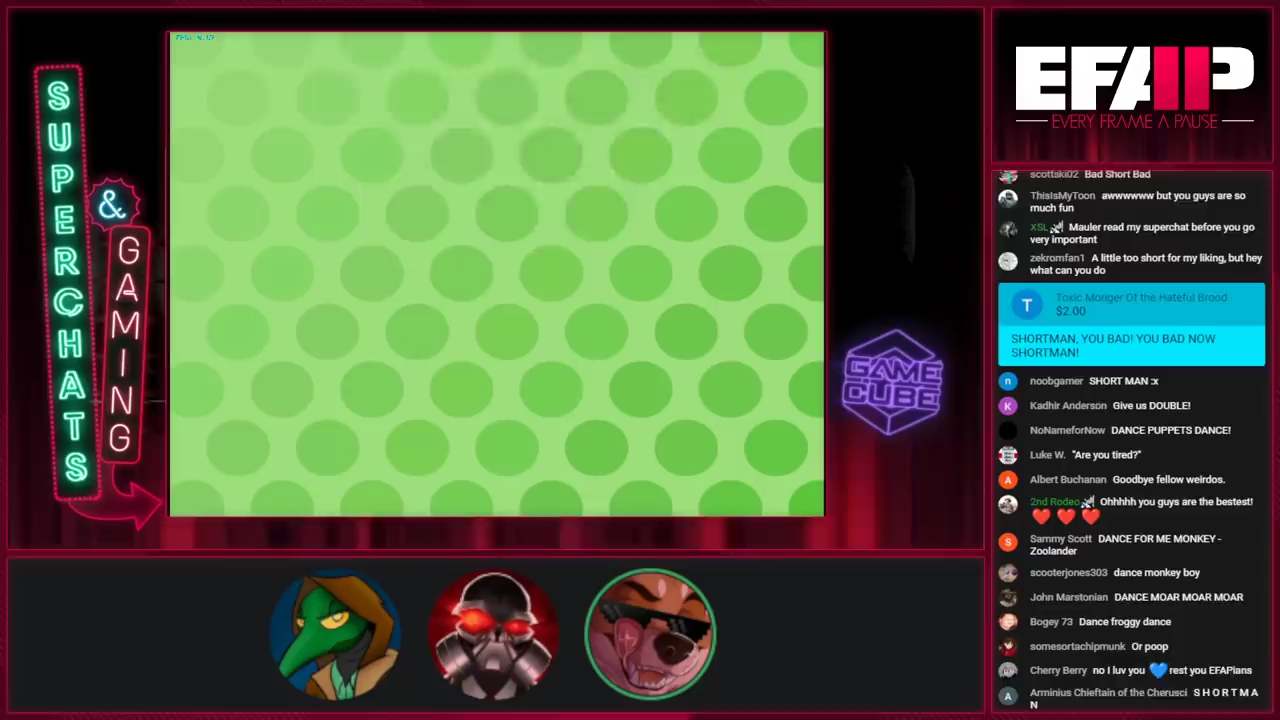 SUPERCHATS
&
GAMING
GAME
CUBE
EFAP
EVERY FRAME A PAUSE
scottski02 Bad Short Bad
ThisIsMyToon awwwwww but you guys are so
much fun
XSL Mauler read my superchat before you go
very important
zekromfan1 A little too short for my liking, but hey
what can you do
T
Toxic Monger Of the Hateful Brood
$2.00
SHORTMAN, YOU BAD! YOU BAD NOW
SHORTMAN!
n noobgamer SHORT MAN :x
K Kadhir Anderson Give us DOUBLE!
NoNameforNow DANCE PUPPETS DANCE!
Luke W. "Are you tired?"
A Albert Buchanan Goodbye fellow weirdos.
2nd Rodeo Ohhhhh you guys are the bestest!
❤️ ❤️ ❤️
S Sammy Scott DANCE FOR ME MONKEY -
Zoolander
scooterjones303 dance monkey boy
John Marstonian DANCE MOAR MOAR MOAR
Bogey 73 Dance froggy dance
somesortachipmunk Or poop
Cherry Berry no I luv you 💙 rest you EFAPians
A Arminius Chieftain of the Cherusci S H O R T M A
N